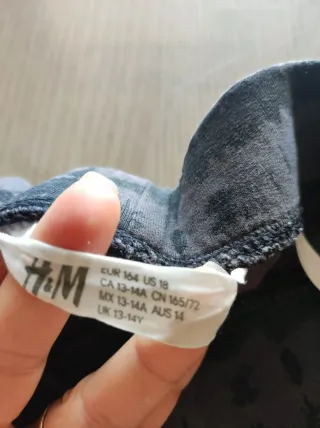 H&M
EUR 164 US 18
CA 13-14A CN 165/72
MX 13-14A AUS 14
UK 13-14Y